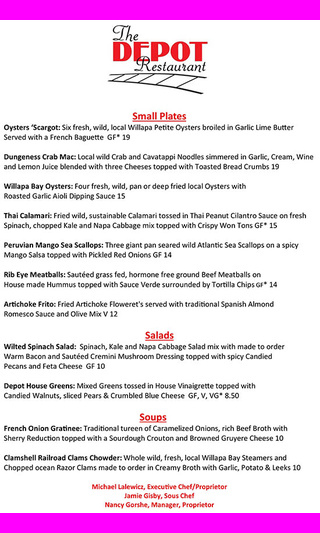 The
DEPOT
Restaurant
Small Plates
Oysters ‘Scargot: Six fresh, wild, local Willapa Petite Oysters broiled in Garlic Lime Butter
Served with a French Baguette GF* 19
Dungeness Crab Mac: Local wild Crab and Cavatappi Noodles simmered in Garlic, Cream, Wine
and Lemon Juice blended with three Cheeses topped with Toasted Bread Crumbs 19
Willapa Bay Oysters: Four fresh, wild, pan or deep fried local Oysters with
Roasted Garlic Aioli Dipping Sauce 15
Thai Calamari: Fried wild, sustainable Calamari tossed in Thai Peanut Cilantro Sauce on fresh
Spinach, chopped Kale and Napa Cabbage mix topped with Crispy Won Tons GF* 15
Peruvian Mango Sea Scallops: Three giant pan seared wild Atlantic Sea Scallops on a spicy
Mango Salsa topped with Pickled Red Onions GF 14
Rib Eye Meatballs: Sautéed grass fed, hormone free ground Beef Meatballs on
House made Hummus topped with Sauce Verde surrounded by Tortilla Chips GF* 14
Artichoke Frito: Fried Artichoke Floweret's served with traditional Spanish Almond
Romesco Sauce and Olive Mix V 12
Salads
Wilted Spinach Salad: Spinach, Kale and Napa Cabbage Salad mix with made to order
Warm Bacon and Sautéed Cremini Mushroom Dressing topped with spicy Candied
Pecans and Feta Cheese GF 10
Depot House Greens: Mixed Greens tossed in House Vinaigrette topped with
Candied Walnuts, sliced Pears & Crumbled Blue Cheese GF, V, VG* 8.50
Soups
French Onion Gratinee: Traditional tureen of Caramelized Onions, rich Beef Broth with
Sherry Reduction topped with a Sourdough Crouton and Browned Gruyere Cheese 10
Clamshell Railroad Clams Chowder: Whole wild, fresh, local Willapa Bay Steamers and
Chopped ocean Razor Clams made to order in Creamy Broth with Garlic, Potato & Leeks 10
Michael Lalewicz, Executive Chef/Proprietor
Jamie Gisby, Sous Chef
Nancy Gorshe, Manager, Proprietor